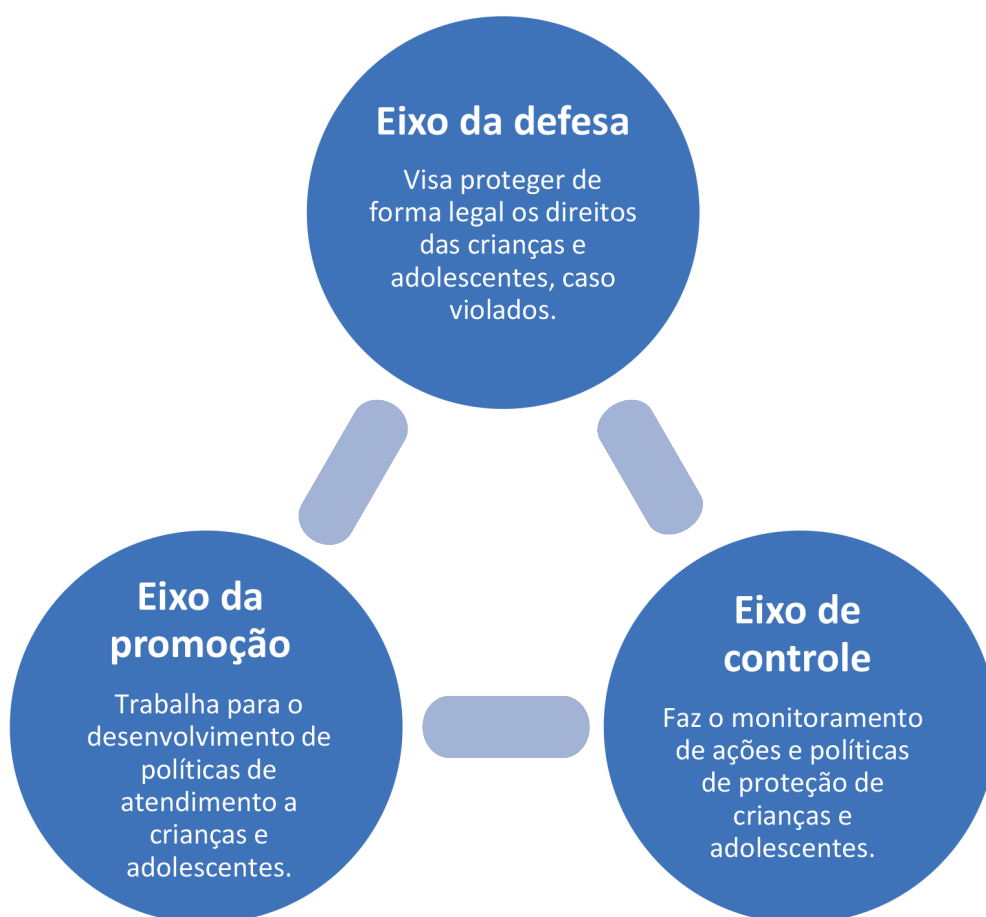 Eixo da defesa
Visa proteger de
forma legal os direitos
das crianças e
adolescentes, caso
violados.
Eixo da
promoção
Trabalha para o
desenvolvimento de
políticas de
atendimento a
crianças e
adolescentes.
Eixo de
controle
Faz o monitoramento
de ações e políticas
de proteção de
crianças e
adolescentes.